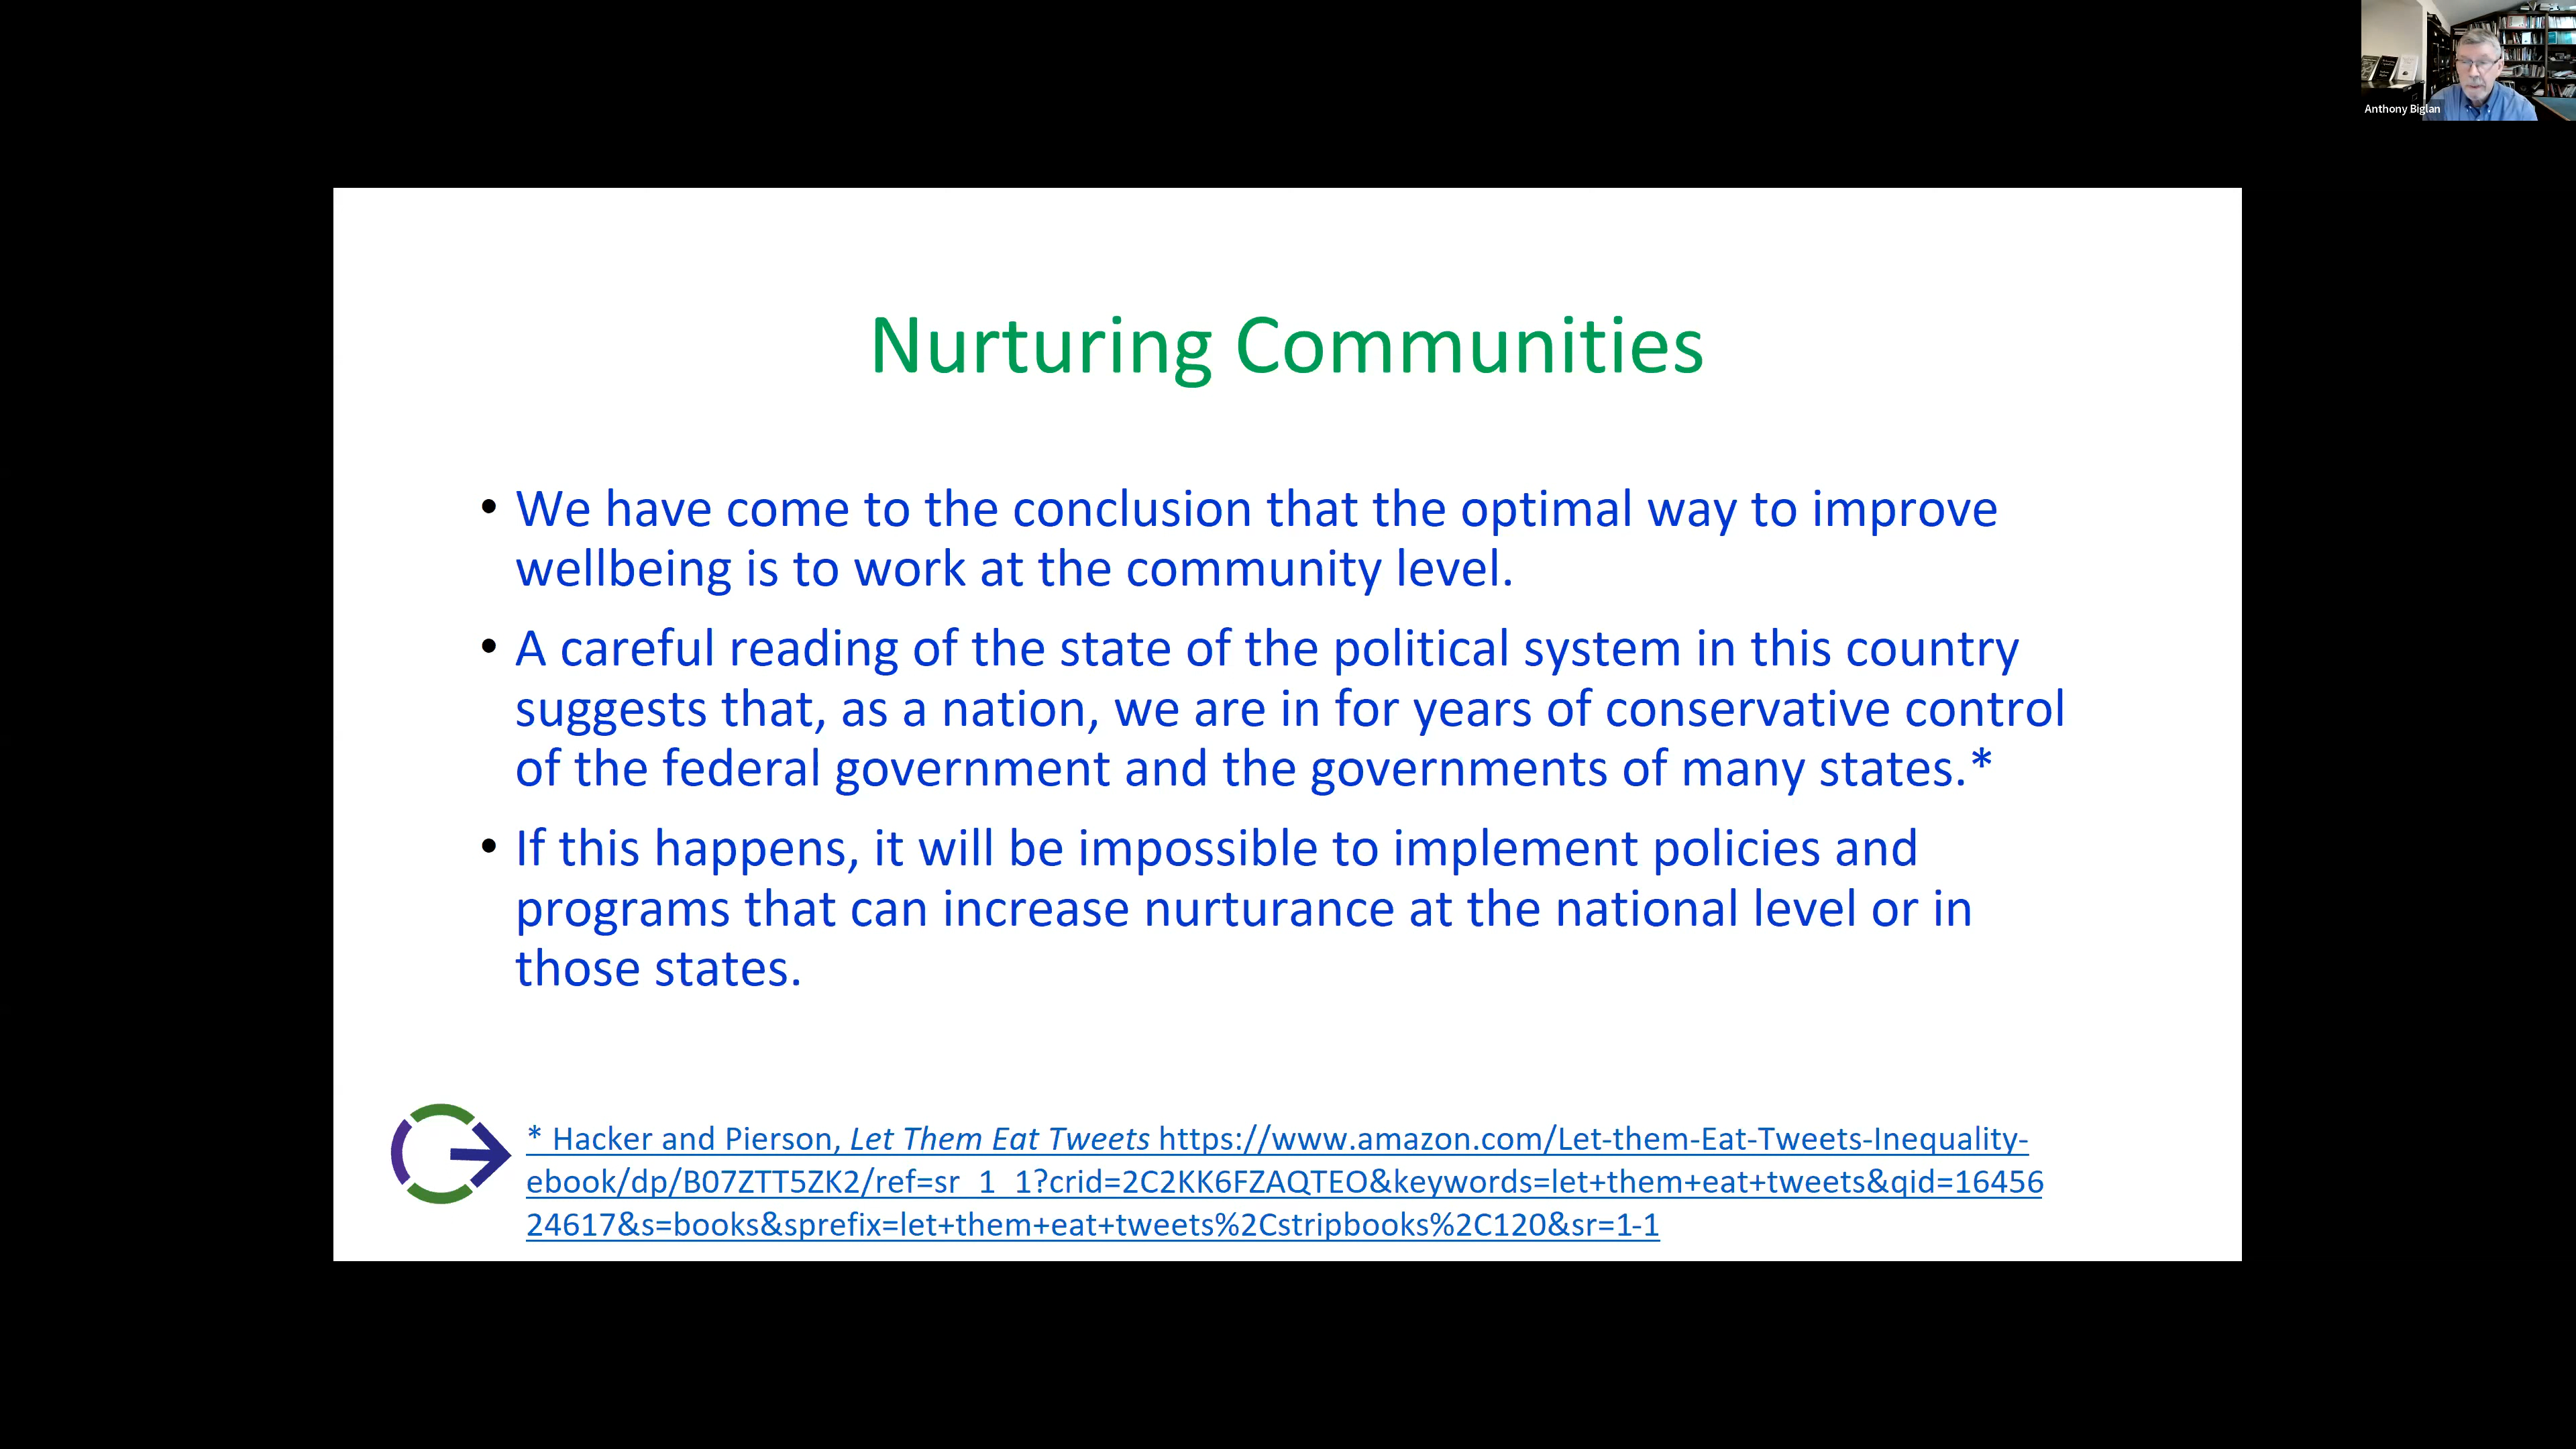 Anthony Biglan
Nurturing Communities
• We have come to the conclusion that the optimal way to improve
wellbeing is to work at the community level.
• A careful reading of the state of the political system in this country
suggests that, as a nation, we are in for years of conservative control
of the federal government and the governments of many states.*
• If this happens, it will be impossible to implement policies and
programs that can increase nurturance at the national level or in
those states.
* Hacker and Pierson, Let Them Eat Tweets https://www.amazon.com/Let-them-Eat-Tweets-Inequality-
ebook/dp/B07ZTT5ZK2/ref=sr_1_1?crid=2C2KK6FZAQTEO&keywords=let+them+eat+tweets&qid=16456
24617&s=books&sprefix=let+them+eat+tweets%2Cstripbooks%2C120&sr=1-1